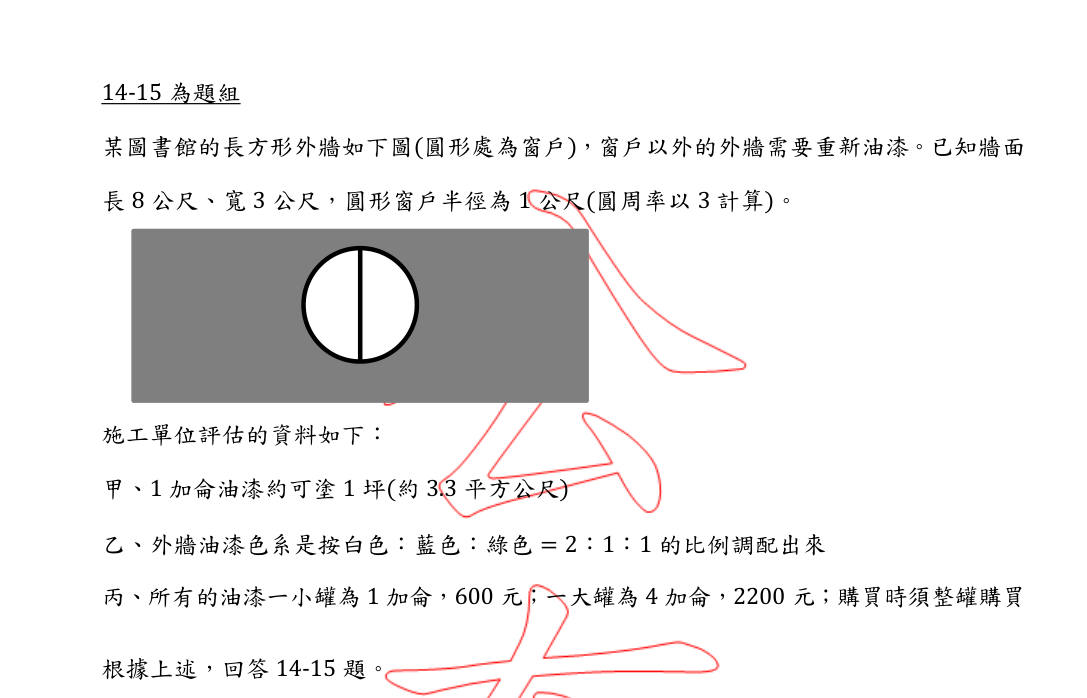 14-15 為題組
某圖書館的長方形外牆如下圖(圓形處為窗戶)，窗戶以外的外牆需要重新油漆。已知牆面
長 8 公尺、寬 3 公尺，圓形窗戶半徑為 1 公尺(圓周率以 3 計算)。
施工單位評估的資料如下：
甲、1 加侖油漆約可塗 1 坪(約 3.3 平方公尺)
乙、外牆油漆色系是按白色：藍色：綠色 = 2：1：1 的比例調配出來
丙、所有的油漆一小罐為 1 加侖，600 元；一大罐為 4 加侖，2200 元；購買時須整罐購買
根據上述，回答 14-15 題。